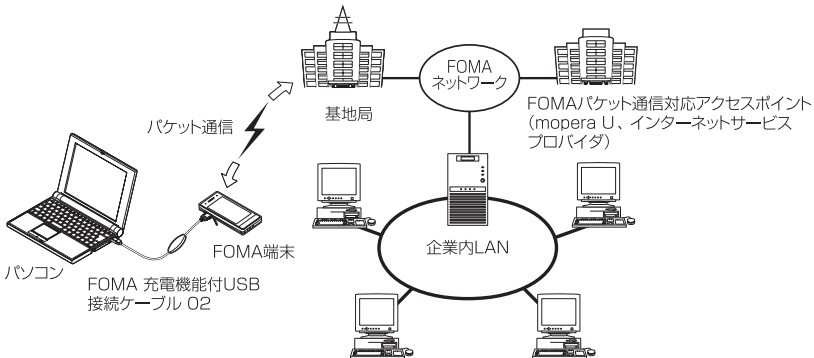 FOMA
ネットワーク
基地局
FOMAパケット通信対応アクセスポイント
（mopera U、インターネットサービス
プロバイダ）
パケット通信
FOMA端末
企業内LAN
パソコン
FOMA 充電機能付USB
接続ケーブル 02